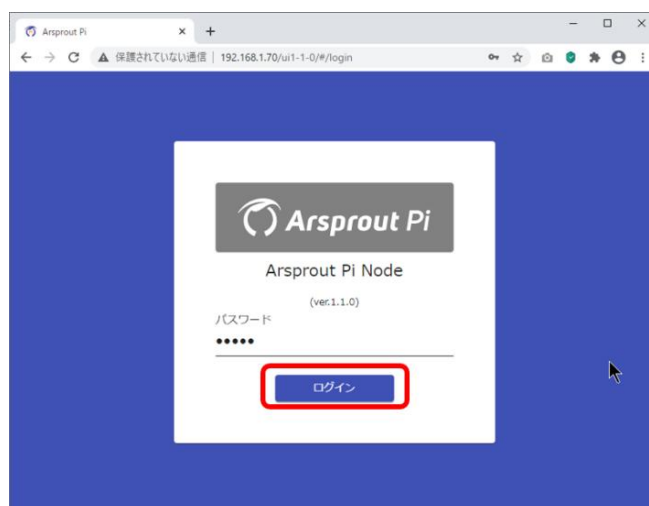 Arsprout Pi
保護されていない通信 | 192.168.1.70/ui1-1-0/#/login
Arsprout Pi
Arsprout Pi Node
(ver.1.1.0)
パスワード
•••••
ログイン